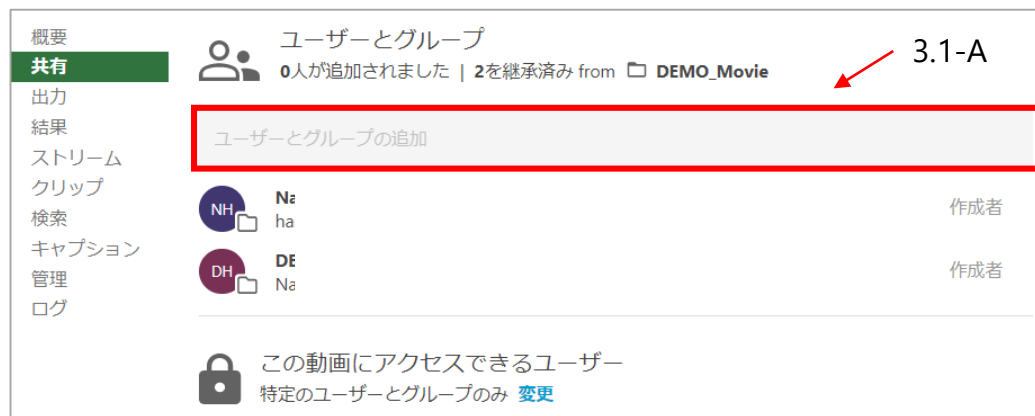 概要
共有
出力
結果
ストリーム
クリップ
検索
キャプション
管理
ログ
ユーザーとグループ
0人が追加されました | 2を継承済み from DEMO_Movie
3.1-A
ユーザーとグループの追加
NH
Na
ha
作成者
DH
DE
Na
作成者
この動画にアクセスできるユーザー
特定のユーザーとグループのみ 変更